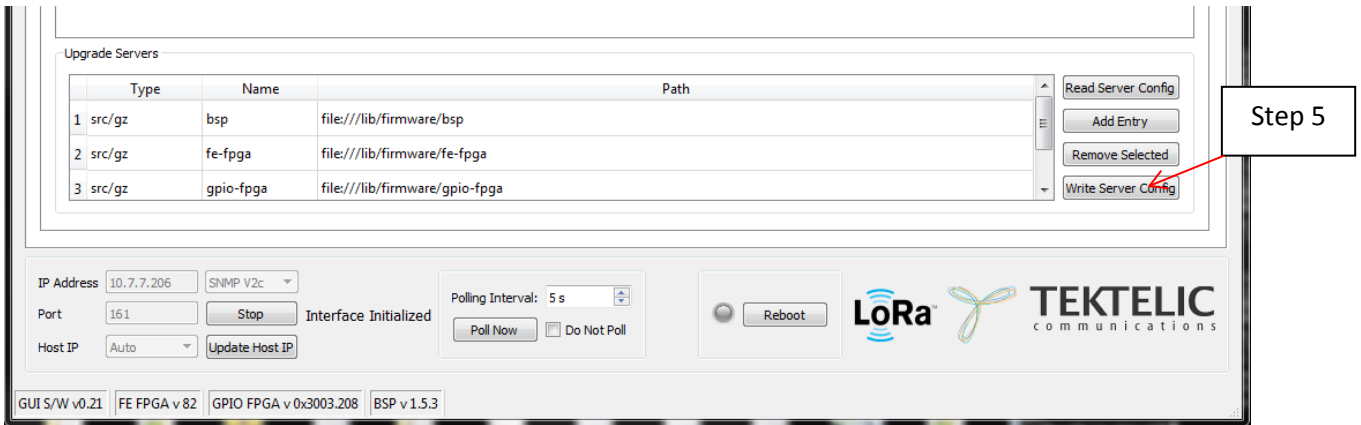 Upgrade Servers
Type Name Path
Read Server Config
1 src/gz bsp file:///lib/firmware/bsp
Add Entry
Step 5
2 src/gz fe-fpga file:///lib/firmware/fe-fpga
Remove Selected
3 src/gz gpio-fpga file:///lib/firmware/gpio-fpga
Write Server Config
IP Address 10.7.7.206 SNMP V2c
Port 161 Stop Interface Initialized
Host IP Auto Update Host IP
Polling Interval: 5 s
Poll Now Do Not Poll
Reboot
LoRa™
TEKTELIC
communications
GUI S/W v0.21 FE FPGA v 82 GPIO FPGA v 0x3003.208 BSP v 1.5.3